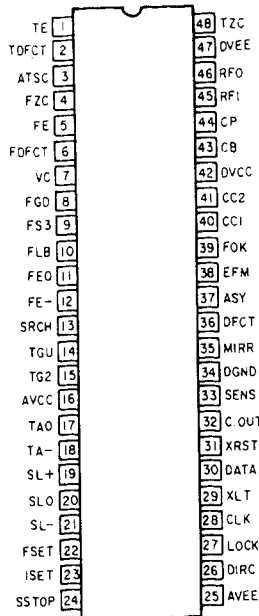 TE 1 48 TZC
TDFCT 2 47 DVEE
ATSC 3 46 RFO
FZC 4 45 RFI
FE 5 44 CP
FDFCT 6 43 CB
VC 7 42 DVCC
FGD 8 41 CC2
FS3 9 40 CC1
FLB 10 39 FOK
FEO 11 38 EFM
FE- 12 37 ASY
SRCH 13 36 DFCT
TGU 14 35 MIRR
TG2 15 34 DGND
AVCC 16 33 SENS
TAO 17 32 C.OUT
TA- 18 31 XRST
SL+ 19 30 DATA
SLO 20 29 XLT
SL- 21 28 CLK
FSET 22 27 LOCK
ISET 23 26 DIRC
SSTOP 24 25 AVEE